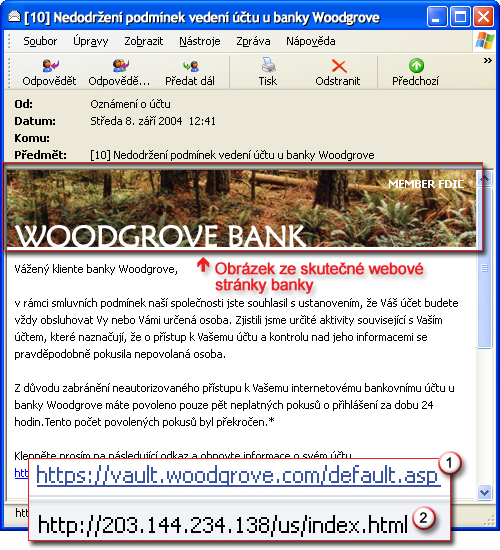 [10] Nedodržení podmínek vedení účtu u banky Woodgrove
Soubor Úpravy Zobrazit Nástroje Zpráva Nápověda
Odpovědět Odpovědě... Předat dál Tisk Odstranit Předchozí »
Od: Oznámení o účtu
Datum: Středa 8. září 2004 12:41
Komu:
Předmět: [10] Nedodržení podmínek vedení účtu u banky Woodgrove
MEMBER FDIC
WOODGROVE BANK
Obrázek ze skutečné webové
stránky banky
Vážený kliente banky Woodgrove,
v rámci smluvních podmínek naší společnosti jste souhlasil s ustanovením, že Váš účet budete
vždy obsluhovat Vy nebo Vámi určená osoba. Zjistili jsme určité aktivity související s Vaším
účtem, které naznačují, že o přístup k Vašemu účtu a kontrolu nad jeho informacemi se
pravděpodobně pokusila nepovolaná osoba.
Z důvodu zabránění neautorizovaného přístupu k Vašemu internetovému bankovnímu účtu u
banky Woodgrove máte povoleno pouze pět neplatných pokusů o přihlášení za dobu 24
hodin.Tento počet povolených pokusů byl překročen.*
Klepněte prosím na následující odkaz a obnovte informace o svém účtu
https://vault.woodgrove.com/default.asp 1
http://203.144.234.138/us/index.html 2